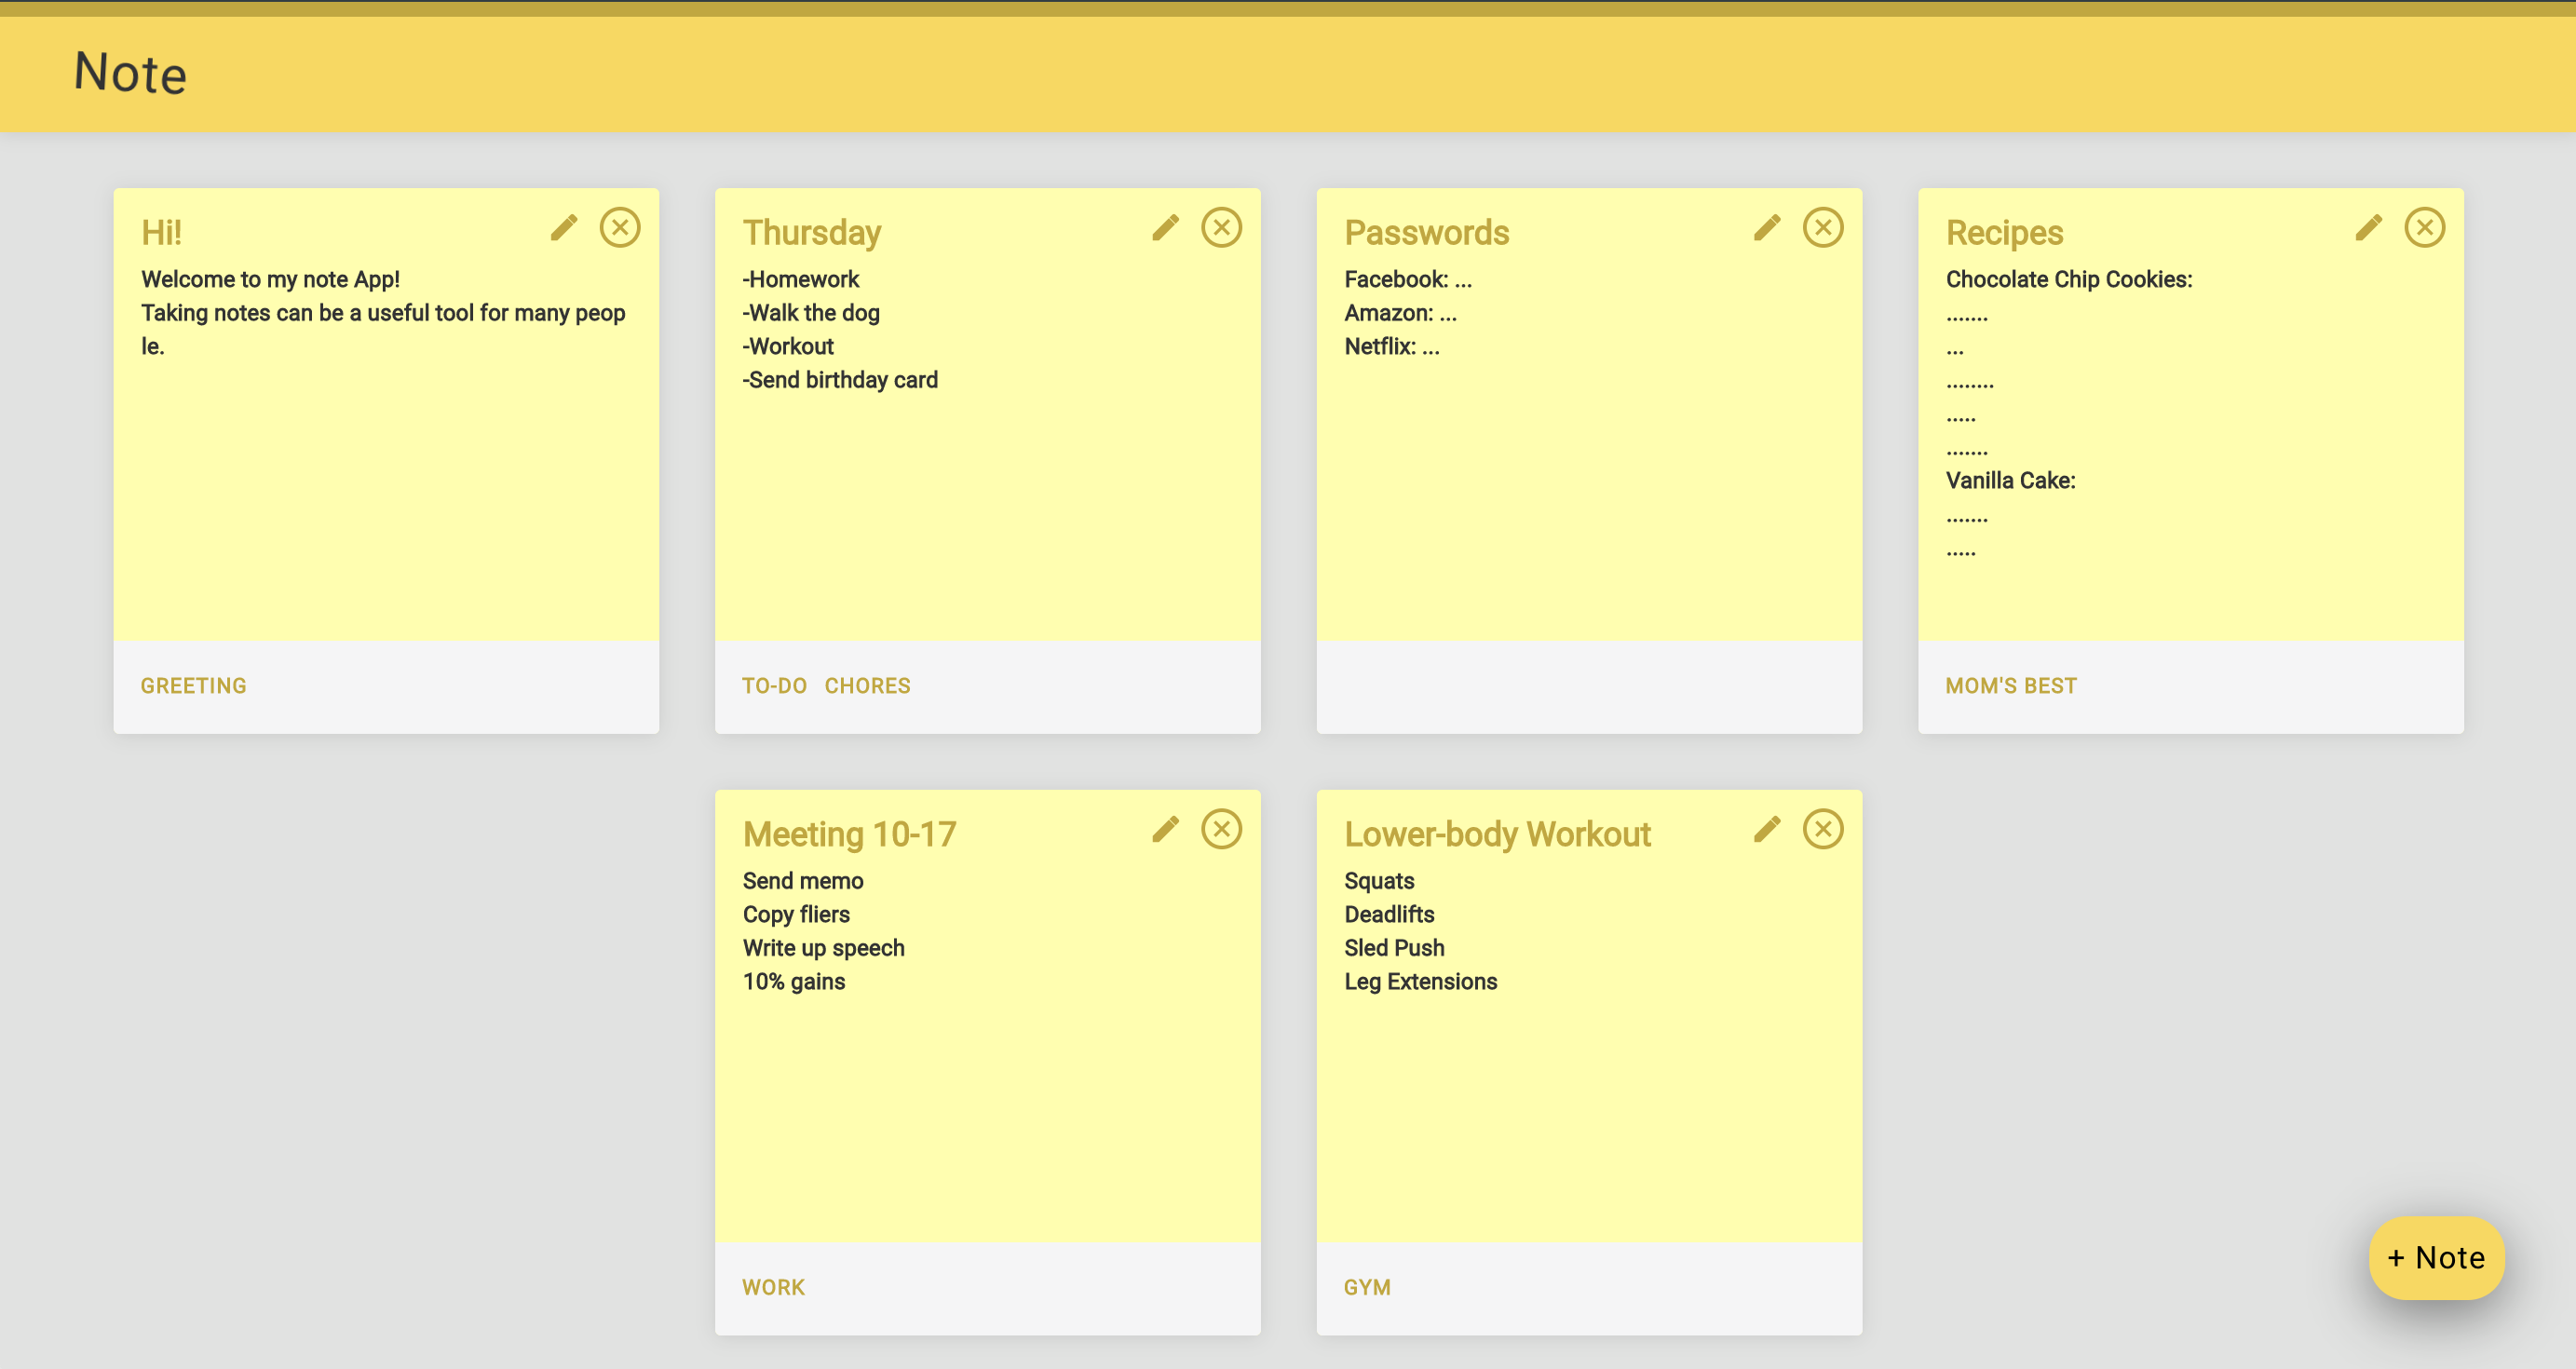 Note
Hi!
Welcome to my note App!
Taking notes can be a useful tool for many peop
le.
GREETING
Thursday
-Homework
-Walk the dog
-Workout
-Send birthday card
TO-DO CHORES
Passwords
Facebook: ...
Amazon: ...
Netflix: ...
Recipes
Chocolate Chip Cookies:
.......
...
........
.....
.......
Vanilla Cake:
.......
.....
MOM'S BEST
Meeting 10-17
Send memo
Copy fliers
Write up speech
10% gains
WORK
Lower-body Workout
Squats
Deadlifts
Sled Push
Leg Extensions
GYM
+ Note